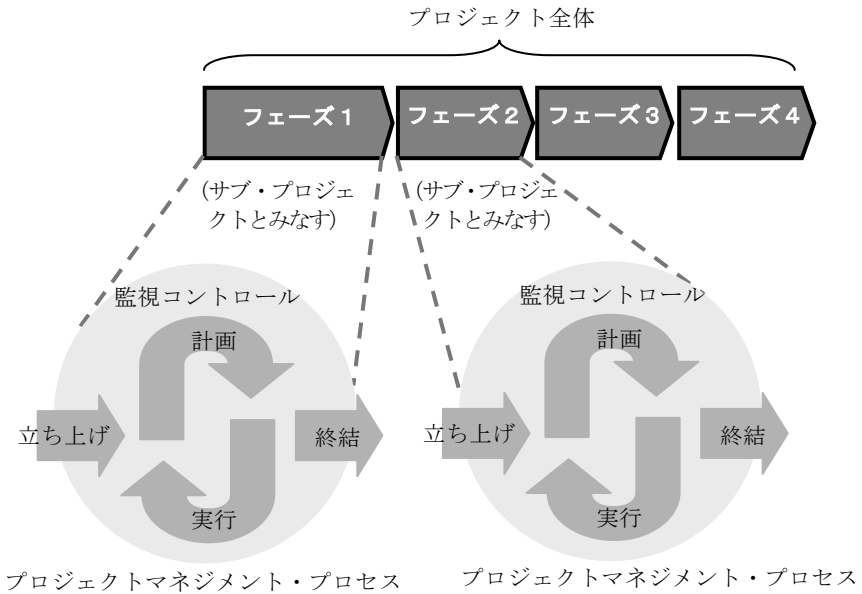 プロジェクト全体
フェーズ1
フェーズ2
フェーズ3
フェーズ4
(サブ・プロジェ
クトとみなす)
(サブ・プロジェ
クトとみなす)
監視コントロール
計画
立ち上げ
終結
実行
プロジェクトマネジメント・プロセス
監視コントロール
計画
立ち上げ
終結
実行
プロジェクトマネジメント・プロセス